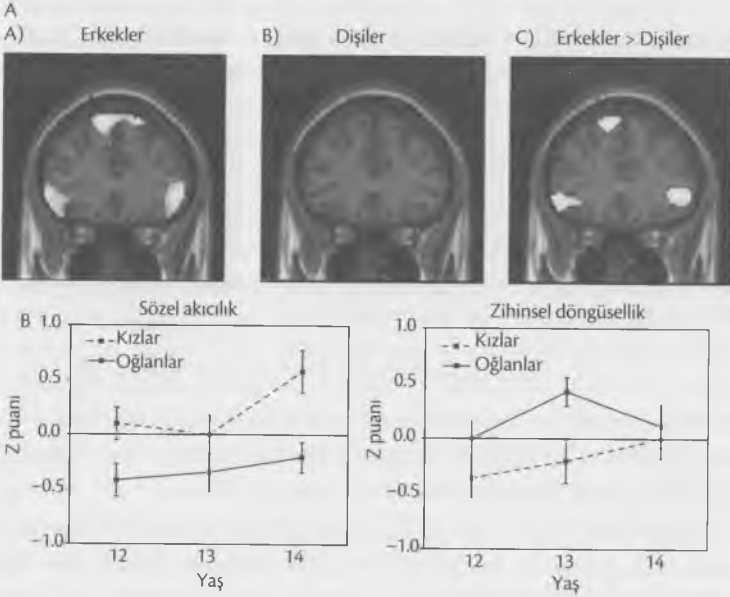 A
A) Erkekler
B) Dişiler
C) Erkekler > Dişiler
B
Sözel akıcılık
1.0
0.5
0.0
−0.5
−1.0
Z puanı
Kızlar
Oğlanlar
12 13 14
Yaş
Zihinsel döngüsellik
1.0
0.5
0.0
−0.5
−1.0
Z puanı
Kızlar
Oğlanlar
12 13 14
Yaş